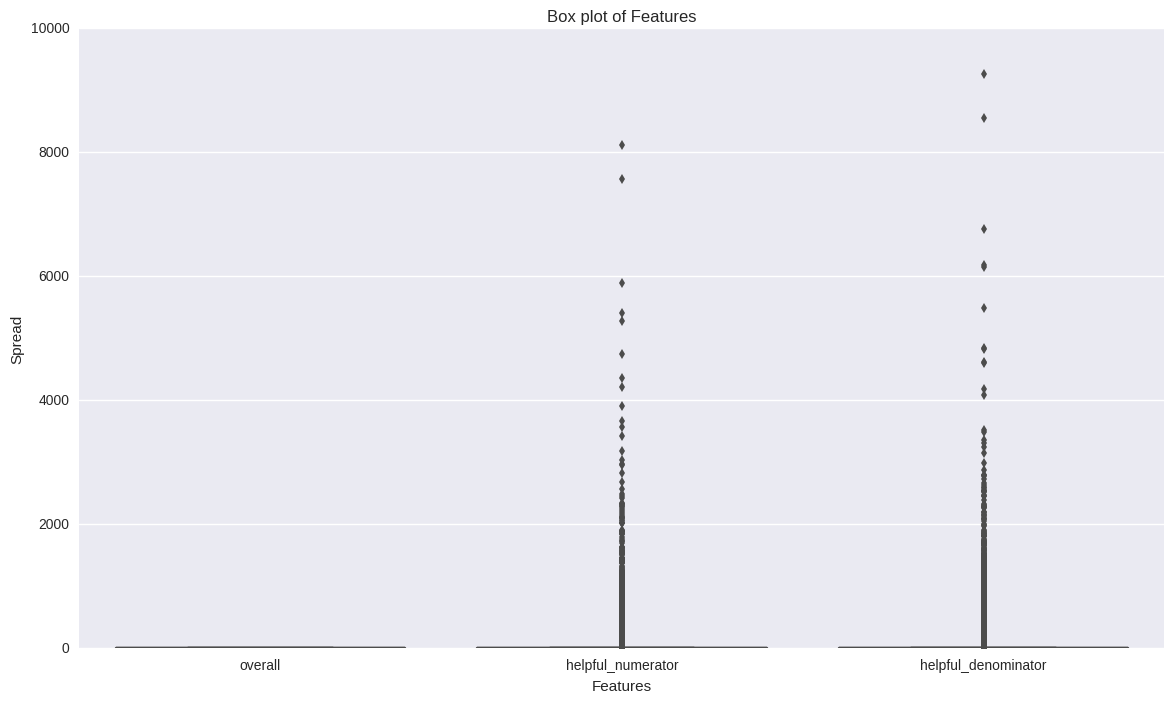 Box plot of Features
10000
8000
6000
4000
2000
0
Spread
overall
helpful_numerator
helpful_denominator
Features